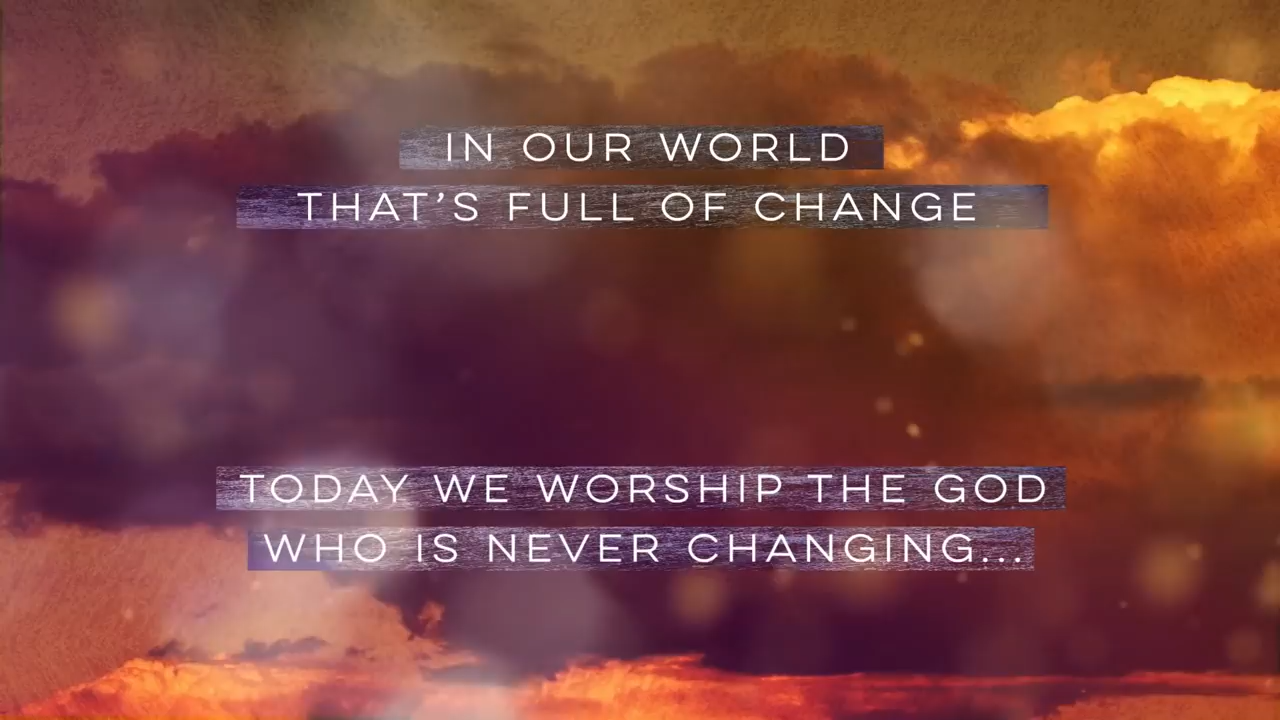 IN OUR WORLD
THAT’S FULL OF CHANGE
TODAY WE WORSHIP THE GOD
WHO IS NEVER CHANGING...